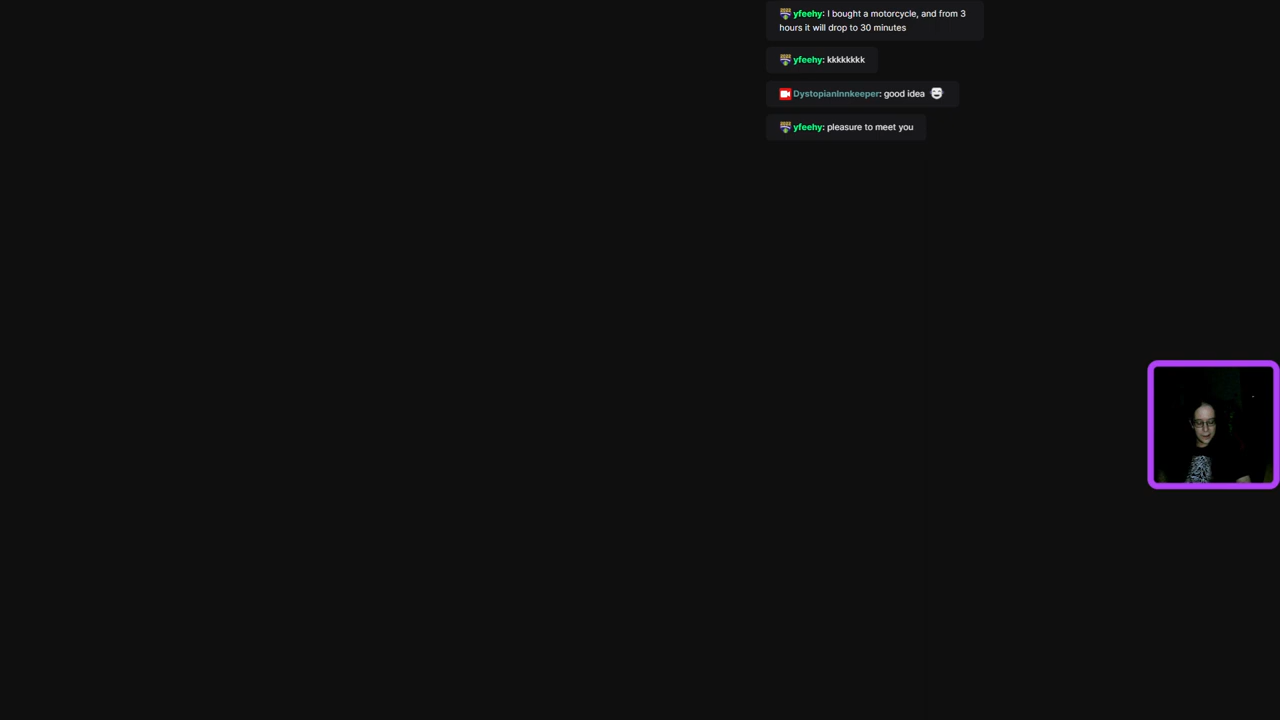 yfeehy: I bought a motorcycle, and from 3
hours it will drop to 30 minutes
yfeehy: kkkkkkkk
DystopianInnkeeper: good idea
yfeehy: pleasure to meet you